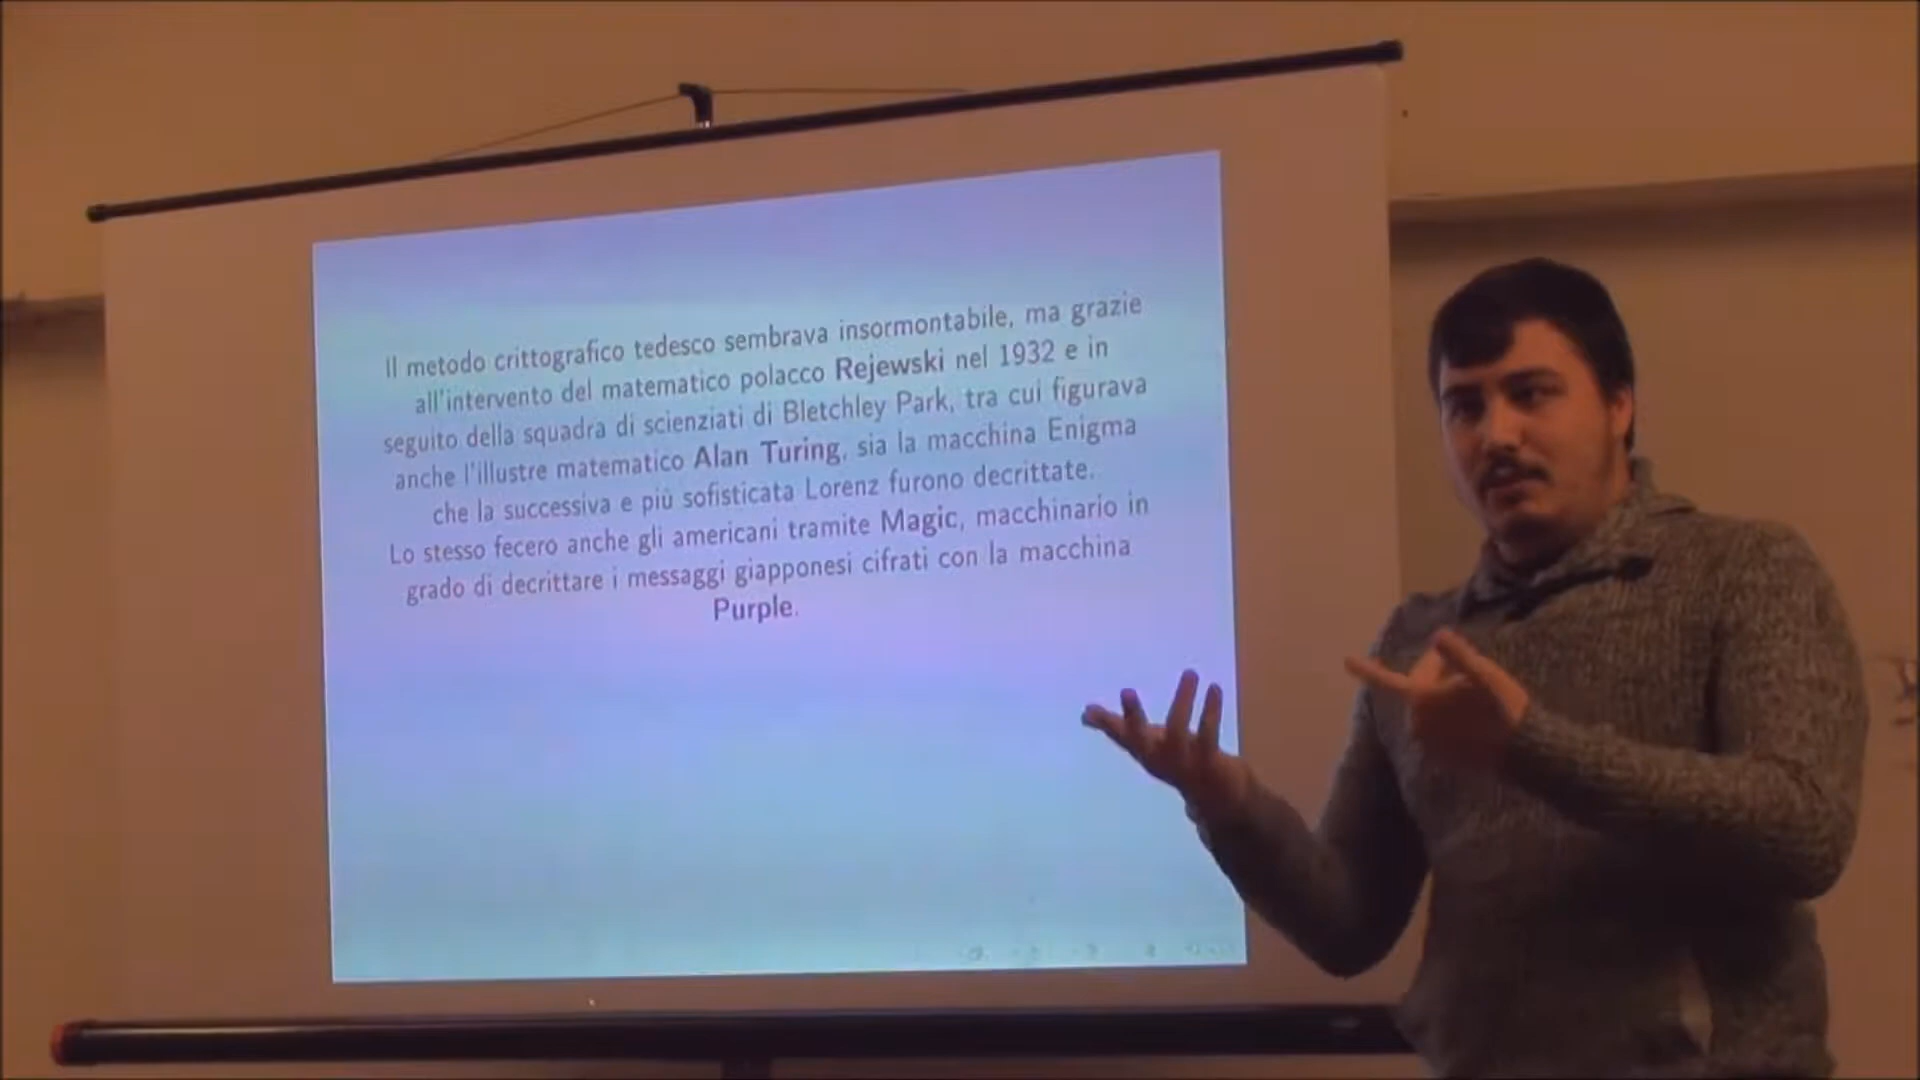 Il metodo crittografico tedesco sembrava insormontabile, ma grazie
all'intervento del matematico polacco Rejewski nel 1932 e in
seguito della squadra di scienziati di Bletchley Park, tra cui figurava
anche l'illustre matematico Alan Turing, sia la macchina Enigma
che la successiva e più sofisticata Lorenz furono decrittate.
Lo stesso fecero anche gli americani tramite Magic, macchinario in
grado di decrittare i messaggi giapponesi cifrati con la macchina
Purple.